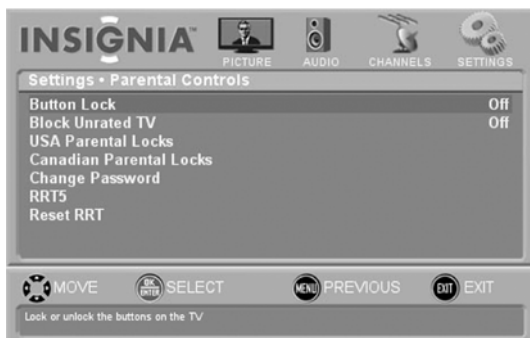 INSIGNIA™
PICTURE AUDIO CHANNELS SETTINGS
Settings • Parental Controls
Button Lock Off
Block Unrated TV Off
USA Parental Locks
Canadian Parental Locks
Change Password
RRT5
Reset RRT
MOVE OK ENTER SELECT MENU PREVIOUS EXIT EXIT
Lock or unlock the buttons on the TV